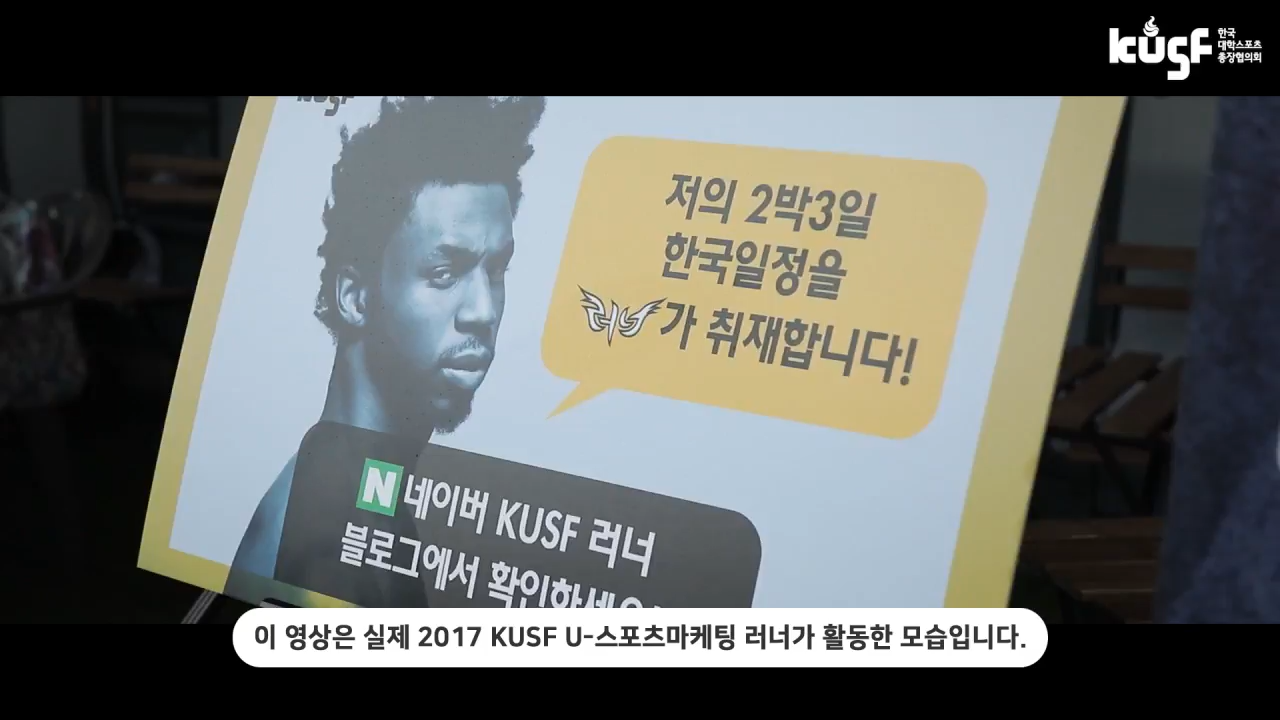 KUSF
한국
대학스포츠
총장협의회
KUSF
저의 2박3일
한국일정을
러너가 취재합니다!
N 네이버 KUSF 러너
블로그에서 확인하세요!
이 영상은 실제 2017 KUSF U-스포츠마케팅 러너가 활동한 모습입니다.